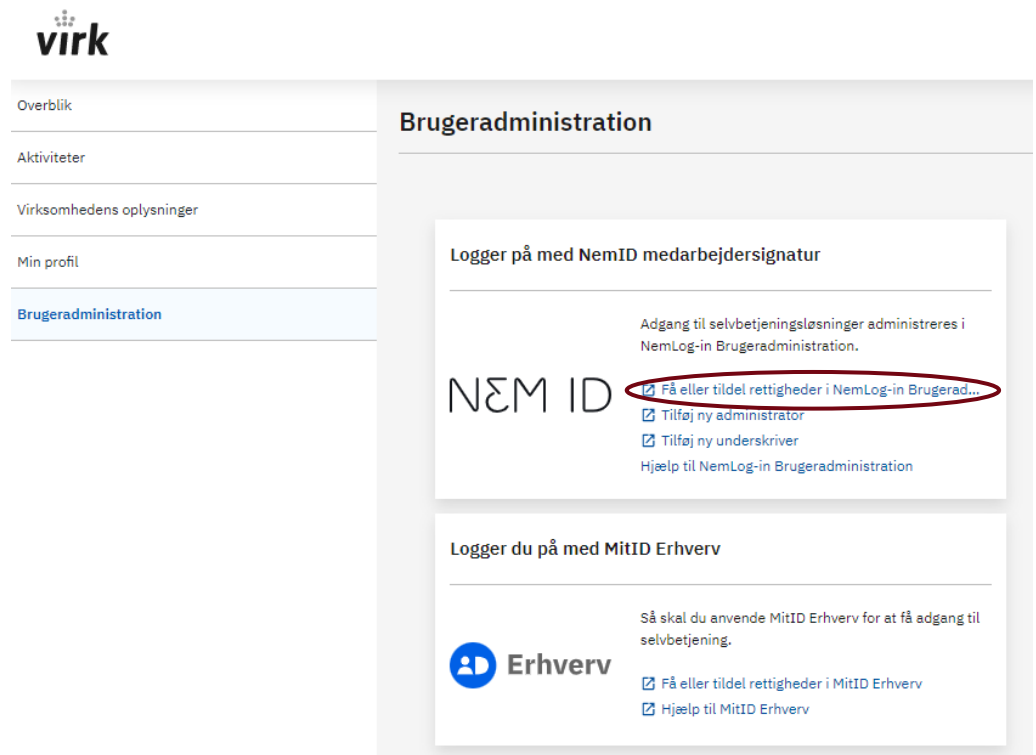 virk
Overblik
Aktiviteter
Virksomhedens oplysninger
Min profil
Brugeradministration
Brugeradministration
Logger på med NemID medarbejdersignatur
NEM ID
Adgang til selvbetjeningsløsninger administreres i
NemLog-in Brugeradministration.
Få eller tildel rettigheder i NemLog-in Brugerad...
Tilføj ny administrator
Tilføj ny underskriver
Hjælp til NemLog-in Brugeradministration
Logger du på med MitID Erhverv
Erhverv
Så skal du anvende MitID Erhverv for at få adgang til
selvbetjening.
Få eller tildel rettigheder i MitID Erhverv
Hjælp til MitID Erhverv